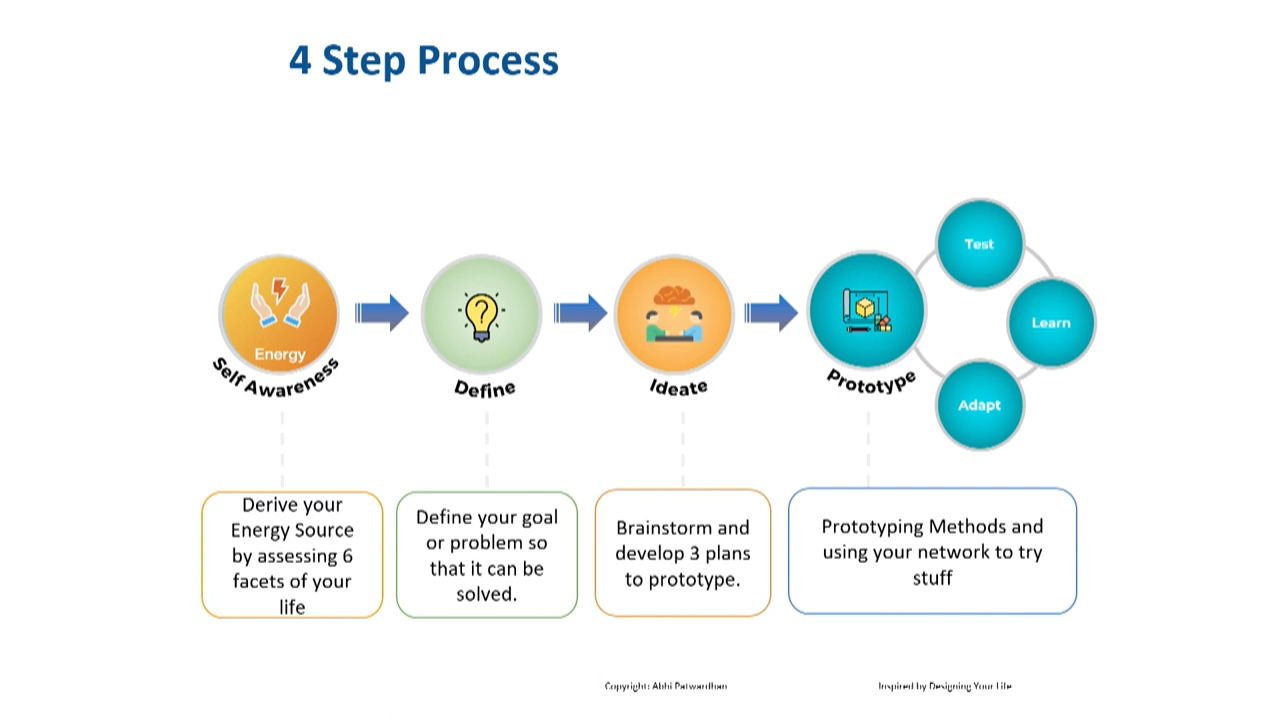 4 Step Process
Energy
Self Awareness
Define
Ideate
Prototype
Test
Learn
Adapt
Derive your
Energy Source
by assessing 6
facets of your
life
Define your goal
or problem so
that it can be
solved.
Brainstorm and
develop 3 plans
to prototype.
Prototyping Methods and
using your network to try
stuff
Copyright: Abhi Patwardhan
Inspired by Designing Your Life